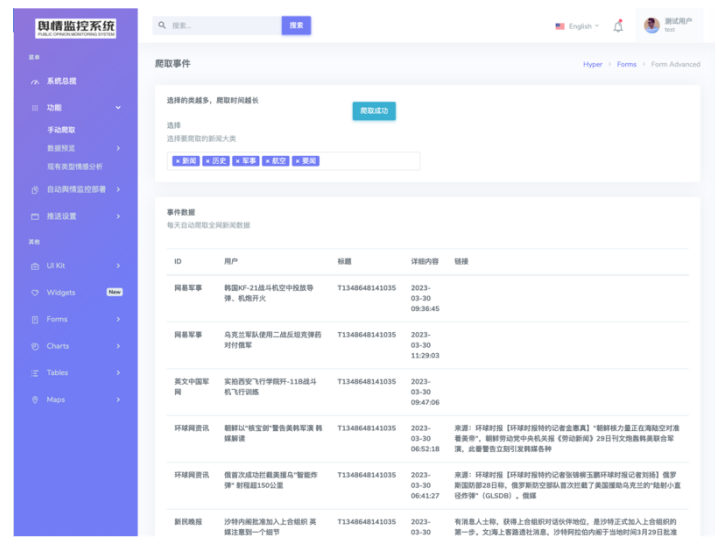 舆情监控系统
PUBLIC OPINION MONITORING SYSTEM
搜索...
搜索
English
测试用户
test
菜单
系统总揽
功能
手动爬取
数据预览
现有类型情感分析
自动舆情监控部署
推送设置
其他
UI Kit
Widgets
New
Forms
Charts
Tables
Maps
爬取事件
Hyper
Forms
Form Advanced
选择的类越多，爬取时间越长
爬取成功
选择
选择要爬取的新闻大类
× 新闻 × 历史 × 军事 × 航空 × 要闻
事件数据
每天自动爬取全网新闻数据
ID 用户 标题 详细内容 链接
网易军事 韩国KF-21战斗机空中投放导弹、机炮开火 T1348648141035 2023-03-30 09:36:45
网易军事 乌克兰军队使用二战反坦克弹药对付俄军 T1348648141035 2023-03-30 11:29:03
英文中国军网 实拍西安飞行学院歼-11B战斗机飞行训练 T1348648141035 2023-03-30 09:47:06
环球网资讯 朝鲜以"核宝剑"警告美韩军演 韩媒解读 T1348648141035 2023-03-30 06:52:18
来源：环球时报【环球时报特约记者金惠真】"朝鲜核力量正在海陆空对准着美帝"，朝鲜劳动党中央机关报《劳动新闻》29日刊文炮轰韩美联合军演，此番警告立刻引发韩媒各种
环球网资讯 俄首次成功拦截美援乌"智能炸弹" 射程超150公里 T1348648141035 2023-03-30 06:41:27
来源：环球时报【环球时报特约记者张锦柳玉鹏环球时报记者刘扬】俄罗斯国防部28日称，俄罗斯防空部队首次拦截了美国援助乌克兰的"陆射小直径炸弹"（GLSDB）。俄媒
新民晚报 沙特内阁批准加入上合组织 英媒注意到一个细节 T1348648141035 2023-03-30
有消息人士称，获得上合组织对话伙伴地位，是沙特正式加入上合组织的第一步。文|海上客路透社消息，沙特阿拉伯内阁于当地时间3月29日批准